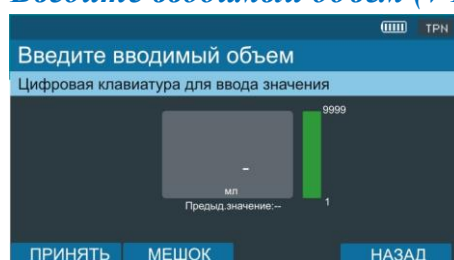 TPN
Введите вводимый объем
Цифровая клавиатура для ввода значения
9999
-
мл
Предыд.значение:--
1
ПРИНЯТЬ МЕШОК НАЗАД